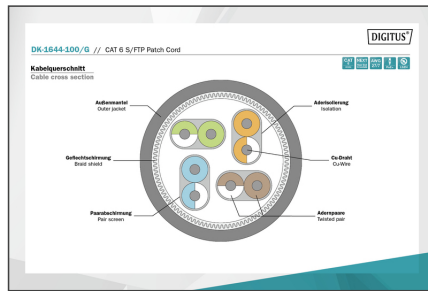 DIGITUS®
DK-1644-100/G // CAT 6 S/FTP Patch Cord
Kabelquerschnitt
Cable cross section
Außenmantel
Outer jacket
Aderisolierung
Isolation
Geflechtschirmung
Braid shield
Cu-Draht
Cu-Wire
Paarabschirmung
Pair screen
Adernpaare
Twisted pair